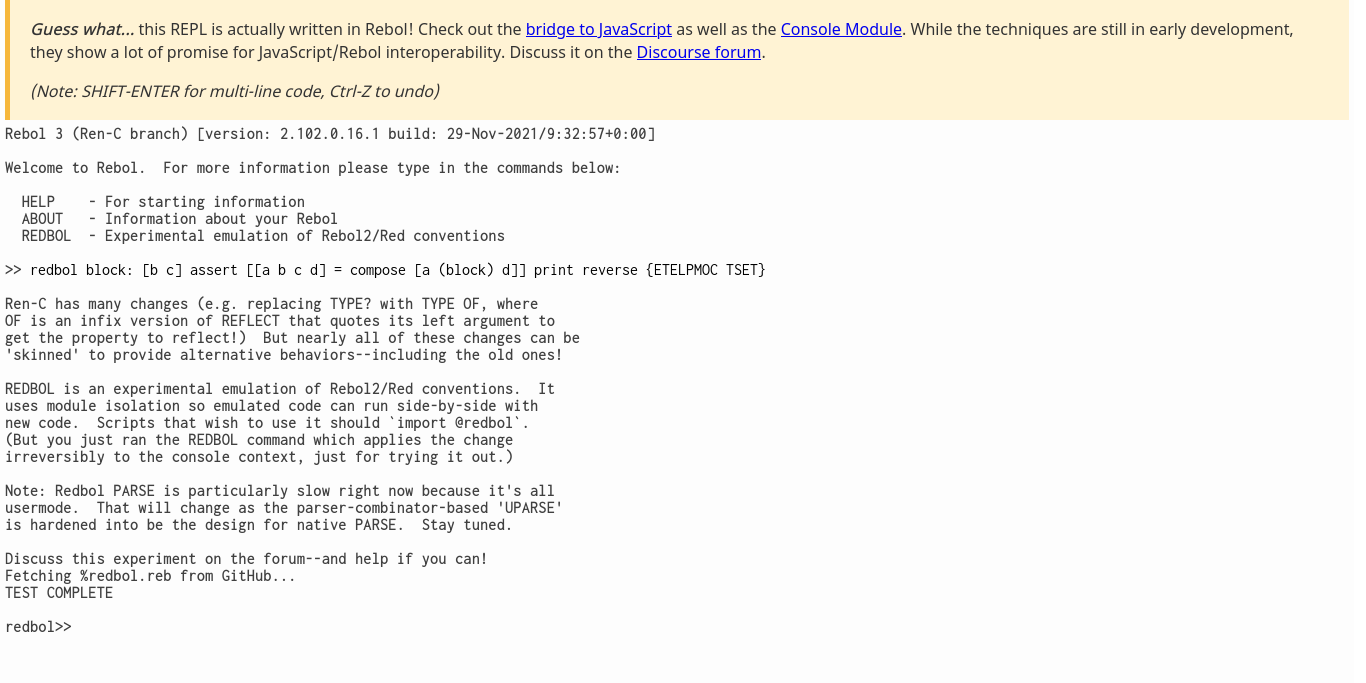 Guess what... this REPL is actually written in Rebol! Check out the bridge to JavaScript as well as the Console Module. While the techniques are still in early development,
they show a lot of promise for JavaScript/Rebol interoperability. Discuss it on the Discourse forum.
(Note: SHIFT-ENTER for multi-line code, Ctrl-Z to undo)
Rebol 3 (Ren-C branch) [version: 2.102.0.16.1 build: 29-Nov-2021/9:32:57+0:00]
Welcome to Rebol.  For more information please type in the commands below:
  HELP    - For starting information
  ABOUT   - Information about your Rebol
  REDBOL  - Experimental emulation of Rebol2/Red conventions
>> redbol block: [b c] assert [[a b c d] = compose [a (block) d]] print reverse {ETELPMOC TSET}
Ren-C has many changes (e.g. replacing TYPE? with TYPE OF, where
OF is an infix version of REFLECT that quotes its left argument to
get the property to reflect!)  But nearly all of these changes can be
'skinned' to provide alternative behaviors--including the old ones!
REDBOL is an experimental emulation of Rebol2/Red conventions.  It
uses module isolation so emulated code can run side-by-side with
new code.  Scripts that wish to use it should `import @redbol`.
(But you just ran the REDBOL command which applies the change
irreversibly to the console context, just for trying it out.)
Note: Redbol PARSE is particularly slow right now because it's all
usermode.  That will change as the parser-combinator-based 'UPARSE'
is hardened into be the design for native PARSE.  Stay tuned.
Discuss this experiment on the forum--and help if you can!
Fetching %redbol.reb from GitHub...
TEST COMPLETE
redbol>>